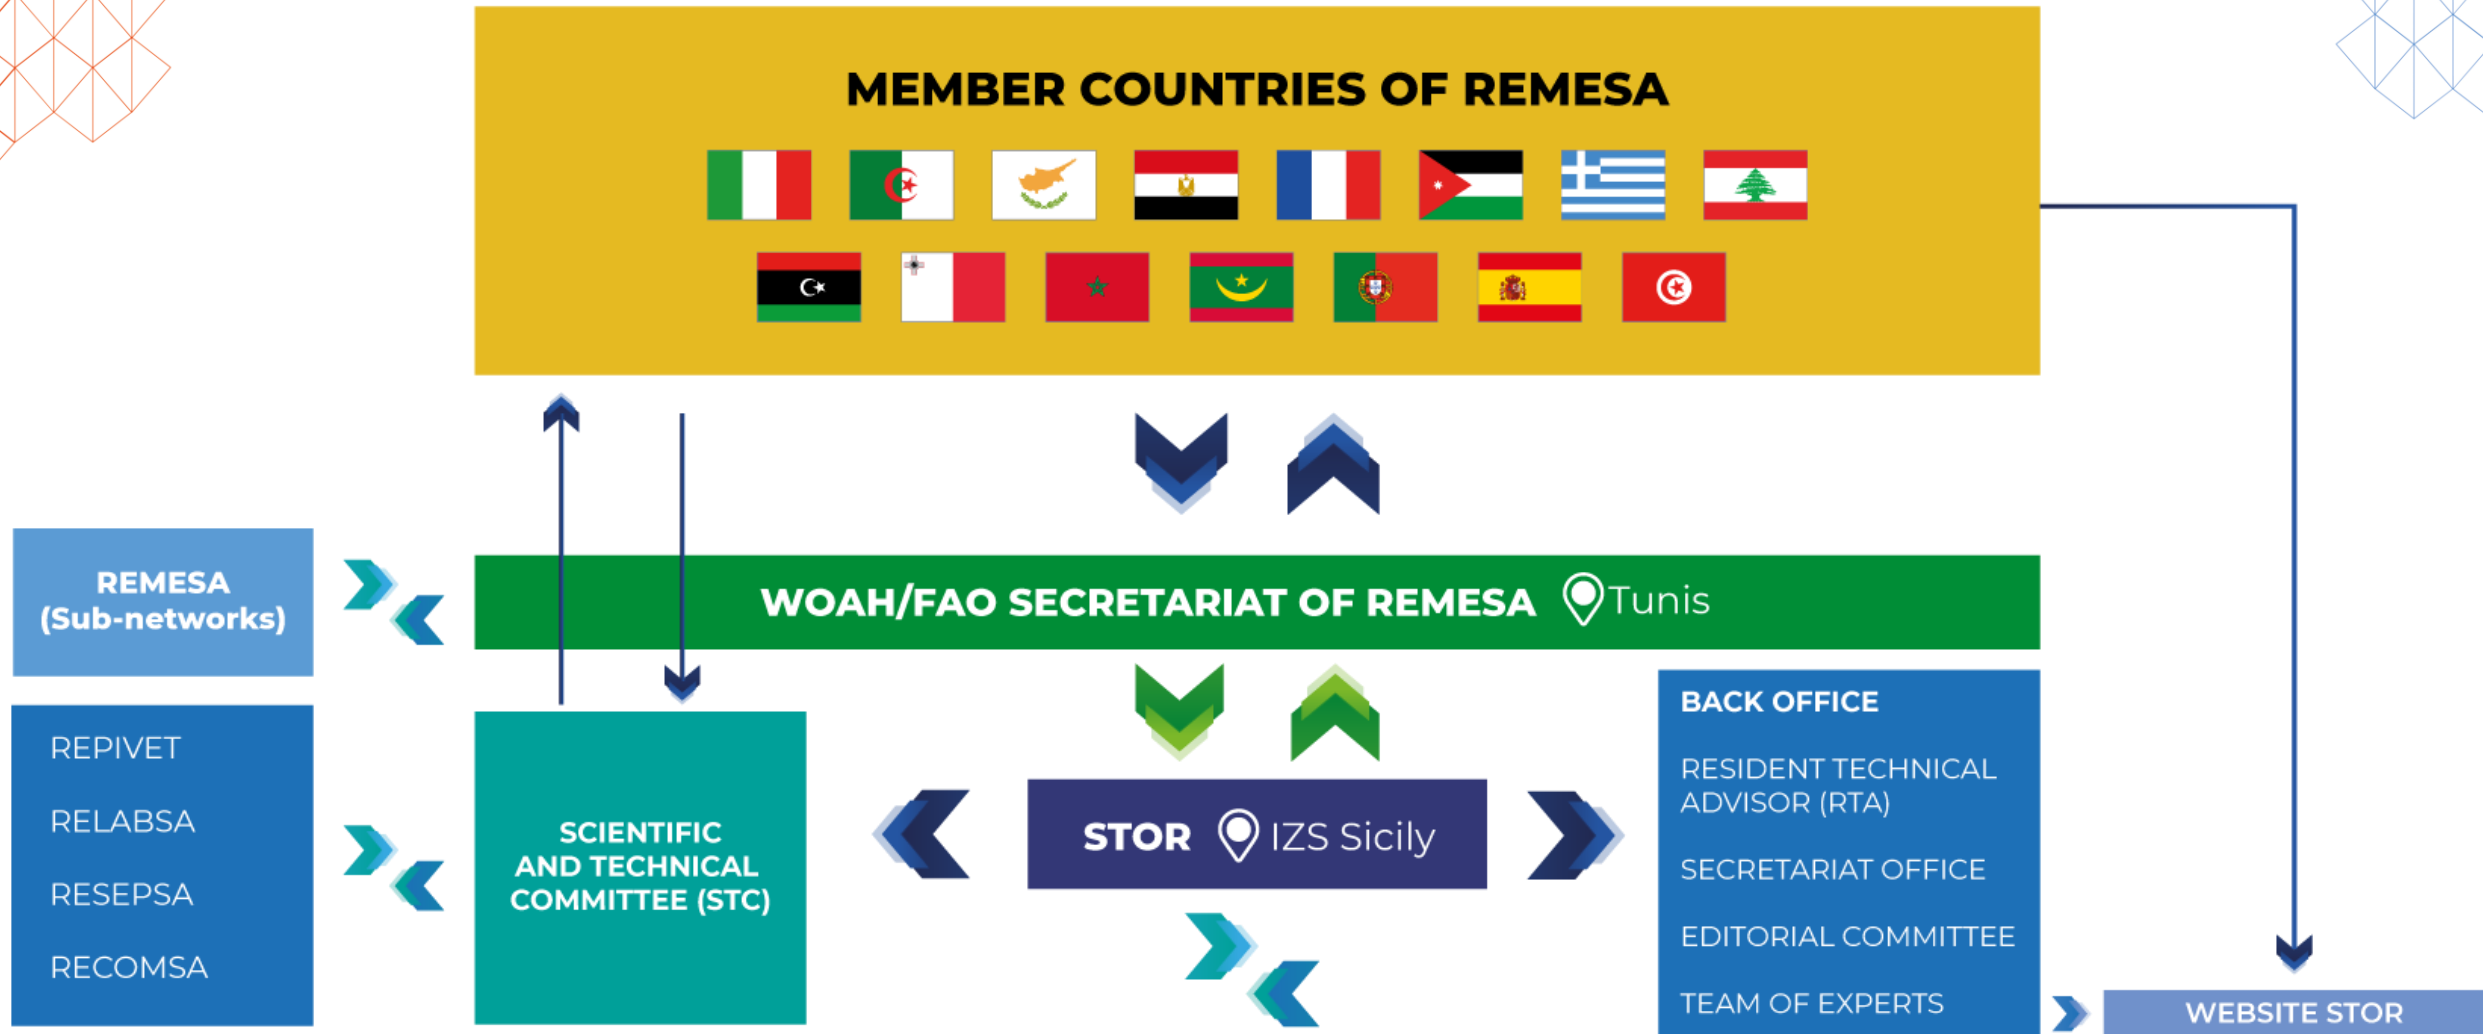 MEMBER COUNTRIES OF REMESA
REMESA
(Sub-networks)
WOAH/FAO SECRETARIAT OF REMESA Tunis
REPIVET
RELABSA
RESEPSA
RECOMSA
SCIENTIFIC
AND TECHNICAL
COMMITTEE (STC)
STOR IZS Sicily
BACK OFFICE
RESIDENT TECHNICAL
ADVISOR (RTA)
SECRETARIAT OFFICE
EDITORIAL COMMITTEE
TEAM OF EXPERTS
WEBSITE STOR